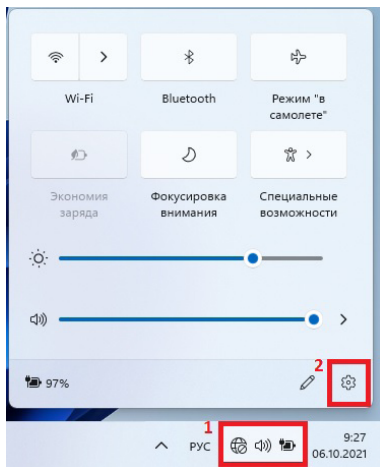 Wi-Fi
Bluetooth
Режим "в
самолете"
Экономия
заряда
Фокусировка
внимания
Специальные
возможности
97%
2
1
РУС
9:27
06.10.2021